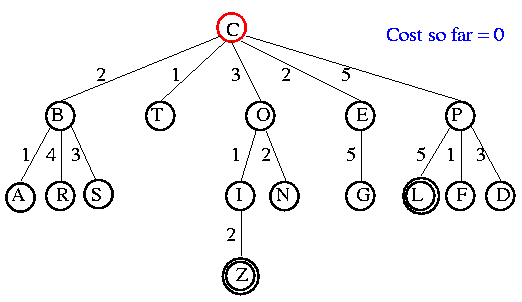 C
Cost so far = 0
2 1 3 2 5
B T O E P
1 4 3 1 2 5 5 1 3
A R S I N G L F D
2
Z